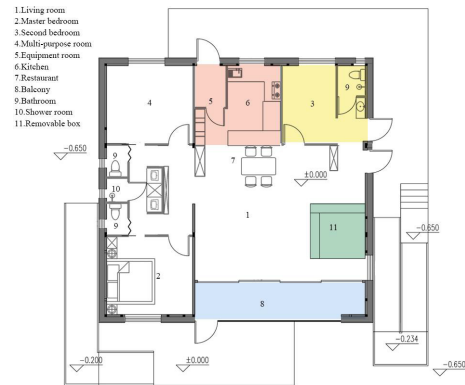 1.Living room
2.Master bedroom
3.Second bedroom
4.Multi-purpose room
5.Equipment room
6.Kitchen
7.Restaurant
8.Balcony
9.Bathroom
10.Shower room
11.Removable box
4
5
6
3
9
-0.650
9
7
±0.000
10
9
1
11
-0.650
2
8
-0.234
-0.200
±0.000
-0.650